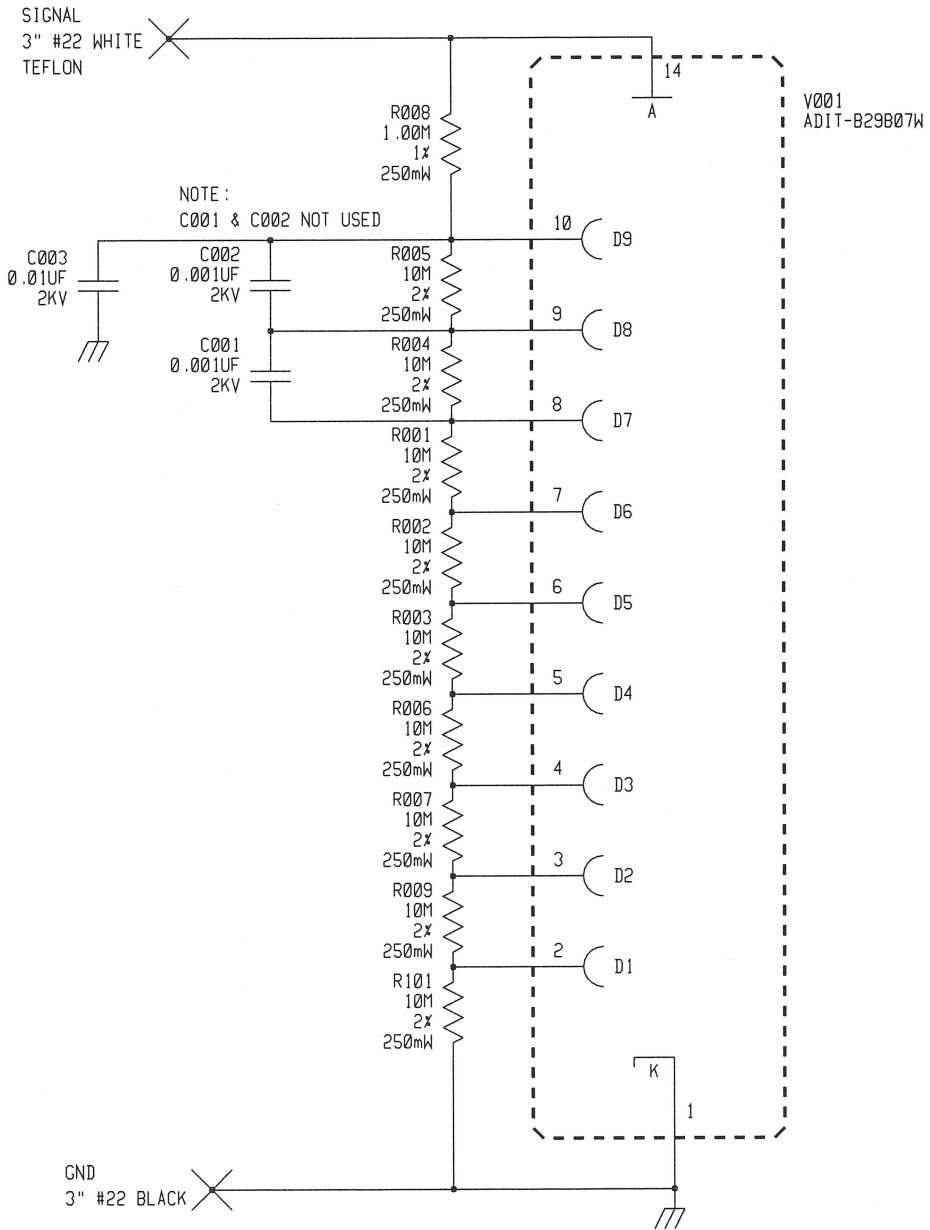 SIGNAL
3" #22 WHITE
TEFLON
14
A
V001
ADIT-B29B07W
R008
1.00M
1%
250mW
NOTE:
C001 & C002 NOT USED
10
D9
C003
0.01UF
2KV
C002
0.001UF
2KV
R005
10M
2%
250mW
9
D8
C001
0.001UF
2KV
R004
10M
2%
250mW
8
D7
R001
10M
2%
250mW
7
D6
R002
10M
2%
250mW
6
D5
R003
10M
2%
250mW
5
D4
R006
10M
2%
250mW
4
D3
R007
10M
2%
250mW
3
D2
R009
10M
2%
250mW
2
D1
R101
10M
2%
250mW
K
1
GND
3" #22 BLACK